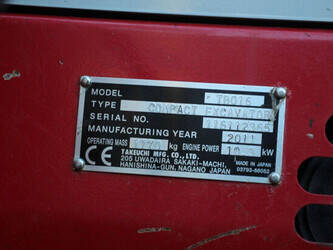 MODEL TB016
TYPE COMPACT EXCAVATOR
SERIAL NO.
MANUFACTURING YEAR 2011
OPERATING MASS kg ENGINE POWER kW
CE TAKEUCHI MFG. CO., LTD. MADE IN JAPAN
205 UWADAIRA SAKAKI-MACHI,
HANISHINA-GUN, NAGANO JAPAN